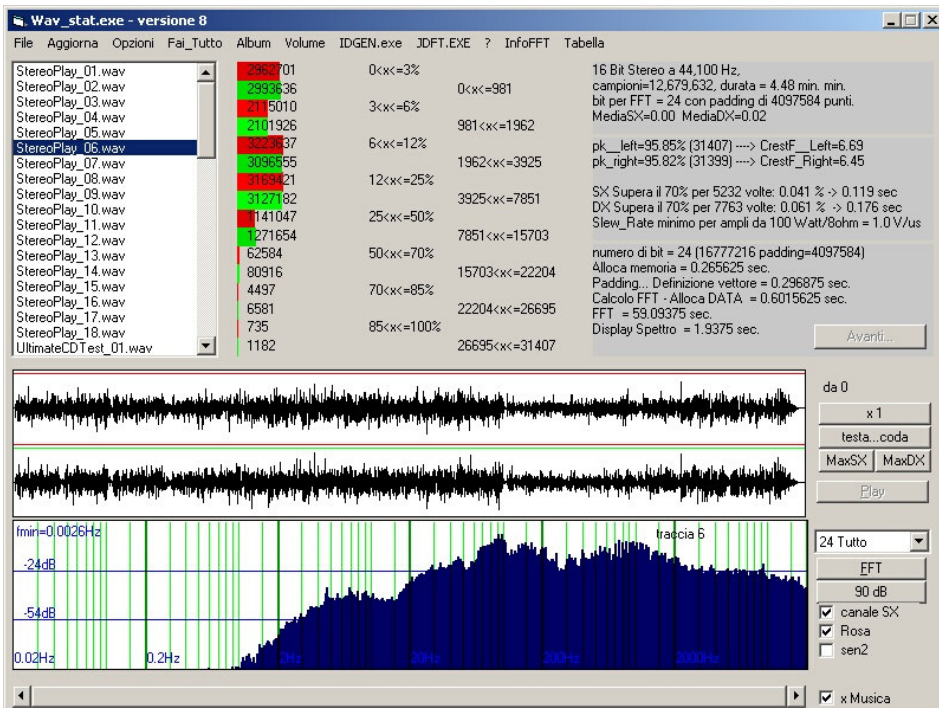 Wav_stat.exe - versione 8
File Aggiorna Opzioni Fai_Tutto Album Volume IDGEN.exe JDFT.EXE ? InfoFFT Tabella
StereoPlay_01.wav
StereoPlay_02.wav
StereoPlay_03.wav
StereoPlay_04.wav
StereoPlay_05.wav
StereoPlay_06.wav
StereoPlay_07.wav
StereoPlay_08.wav
StereoPlay_09.wav
StereoPlay_10.wav
StereoPlay_11.wav
StereoPlay_12.wav
StereoPlay_13.wav
StereoPlay_14.wav
StereoPlay_15.wav
StereoPlay_16.wav
StereoPlay_17.wav
StereoPlay_18.wav
UltimateCDTest_01.wav
2962701 0<x<=3%
2993636 0<x<=981
2115010 3<x<=6%
2101926 981<x<=1962
3223637 6<x<=12%
3096555 1962<x<=3925
3169421 12<x<=25%
3127182 3925<x<=7851
1141047 25<x<=50%
1271654 7851<x<=15703
62584 50<x<=70%
80916 15703<x<=22204
4497 70<x<=85%
6581 22204<x<=26695
735 85<x<=100%
1182 26695<x<=31407
16 Bit Stereo a 44,100 Hz,
campioni=12,679,632, durata = 4.48 min. min.
bit per FFT = 24 con padding di 4097584 punti.
MediaSX=0.00 MediaDX=0.02
pk__left=95.85% (31407) ----> CrestF__Left=6.69
pk_right=95.82% (31399) ----> CrestF_Right=6.45
SX Supera il 70% per 5232 volte: 0.041 % -> 0.119 sec
DX Supera il 70% per 7763 volte: 0.061 % -> 0.176 sec
Slew_Rate minimo per ampli da 100 Watt/8ohm = 1.0 V/us
numero di bit = 24 (16777216 padding=4097584)
Alloca memoria = 0.265625 sec.
Padding... Definizione vettore = 0.296875 sec.
Calcolo FFT - Alloca DATA = 0.6015625 sec.
FFT = 59.09375 sec.
Display Spettro = 1.9375 sec.
Avanti...
da 0
x 1
testa...coda
MaxSX MaxDX
Play
fmin=0.0026Hz
traccia 6
-24dB
-54dB
0.02Hz 0.2Hz 2Hz 20Hz 200Hz 2000Hz
24 Tutto
FFT
90 dB
canale SX
Rosa
sen2
x Musica